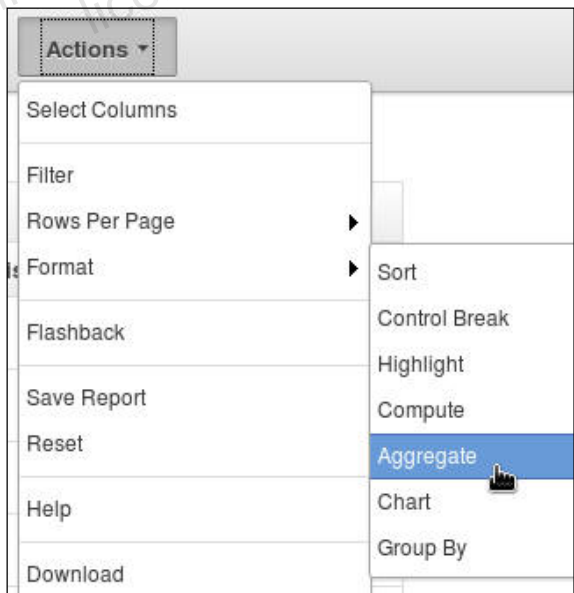 Actions
Select Columns
Filter
Rows Per Page
Format
Flashback
Save Report
Reset
Help
Download
Sort
Control Break
Highlight
Compute
Aggregate
Chart
Group By